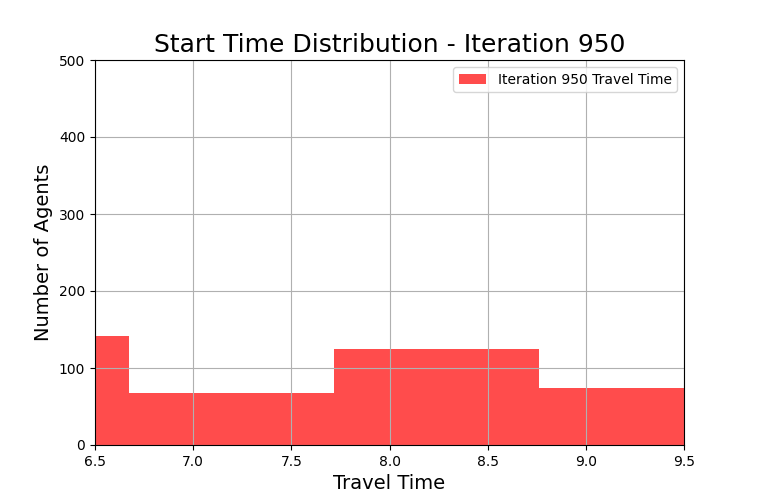 Start Time Distribution - Iteration 950
500
400
300
200
100
0
Number of Agents
Iteration 950 Travel Time
6.5 7.0 7.5 8.0 8.5 9.0 9.5
Travel Time